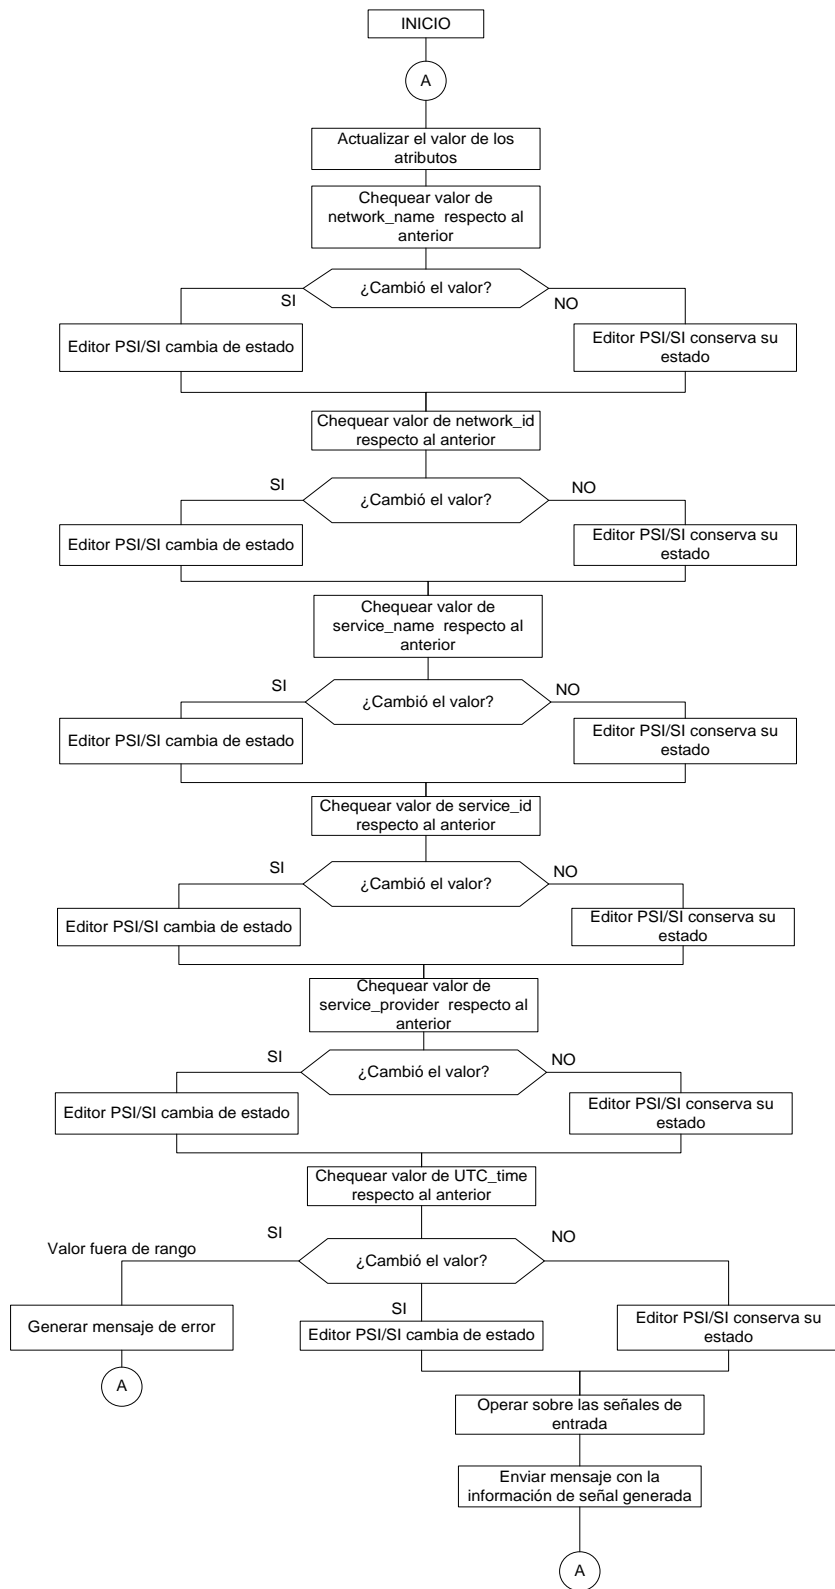 INICIO
A
Actualizar el valor de los
atributos
Chequear valor de
network_name respecto al
anterior
¿Cambió el valor?
SI
NO
Editor PSI/SI cambia de estado
Editor PSI/SI conserva su
estado
Chequear valor de network_id
respecto al anterior
SI
¿Cambió el valor?
NO
Editor PSI/SI cambia de estado
Editor PSI/SI conserva su
estado
Chequear valor de
service_name respecto al
anterior
SI
¿Cambió el valor?
NO
Editor PSI/SI cambia de estado
Editor PSI/SI conserva su
estado
Chequear valor de service_id
respecto al anterior
SI
¿Cambió el valor?
NO
Editor PSI/SI cambia de estado
Editor PSI/SI conserva su
estado
Chequear valor de
service_provider respecto al
anterior
SI
¿Cambió el valor?
NO
Editor PSI/SI cambia de estado
Editor PSI/SI conserva su
estado
Chequear valor de UTC_time
respecto al anterior
SI
NO
Valor fuera de rango
¿Cambió el valor?
SI
Generar mensaje de error
Editor PSI/SI cambia de estado
Editor PSI/SI conserva su
estado
A
Operar sobre las señales de
entrada
Enviar mensaje con la
información de señal generada
A